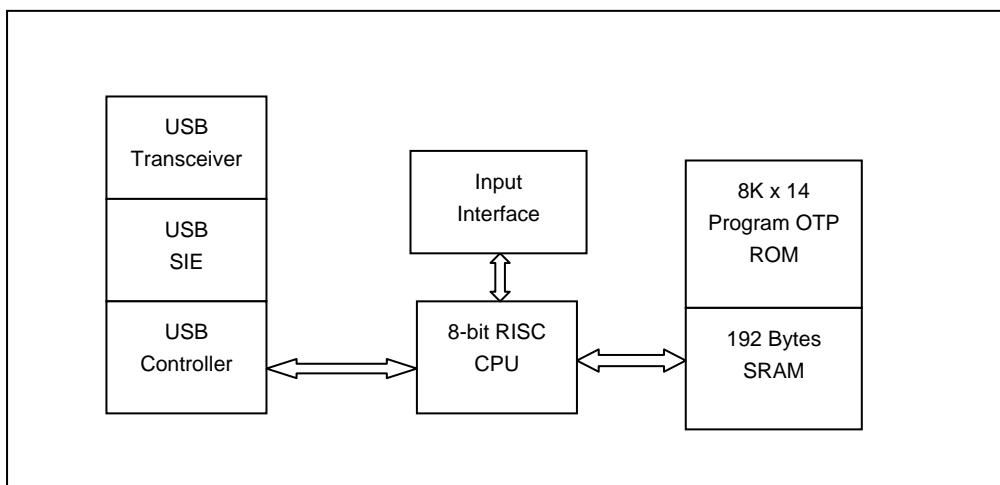 USB
Transceiver
USB
SIE
USB
Controller
Input
Interface
8-bit RISC
CPU
8K x 14
Program OTP
ROM
192 Bytes
SRAM